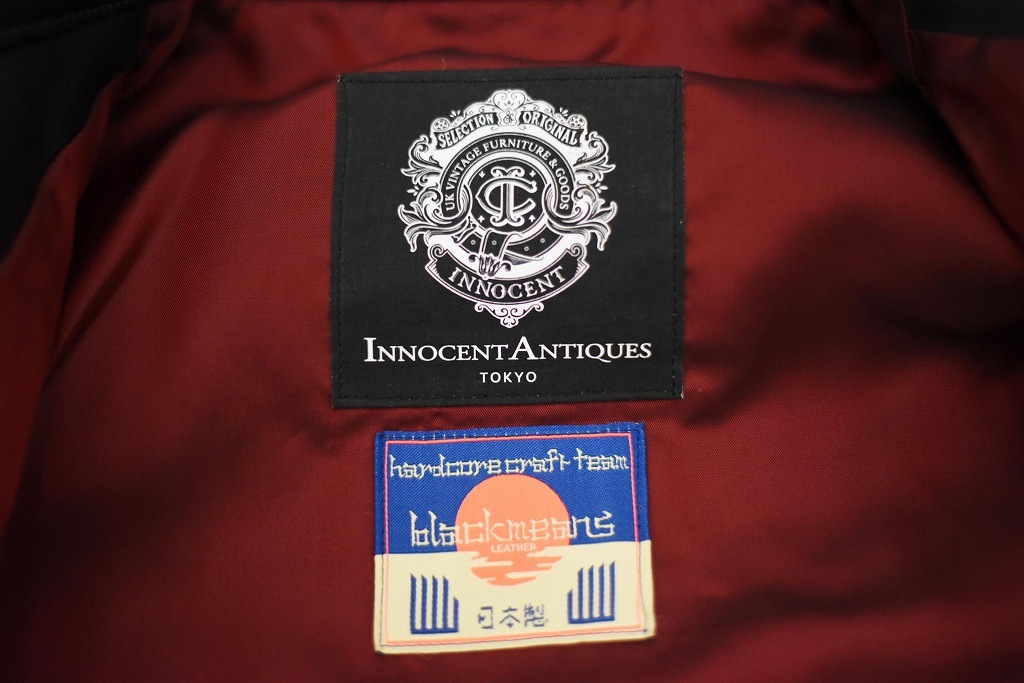 SELECTION & ORIGINAL
UK VINTAGE FURNITURE & GOODS
INNOCENT
INNOCENT ANTIQUES
TOKYO
hardcore craft team
blackmeans
LEATHER
日本製